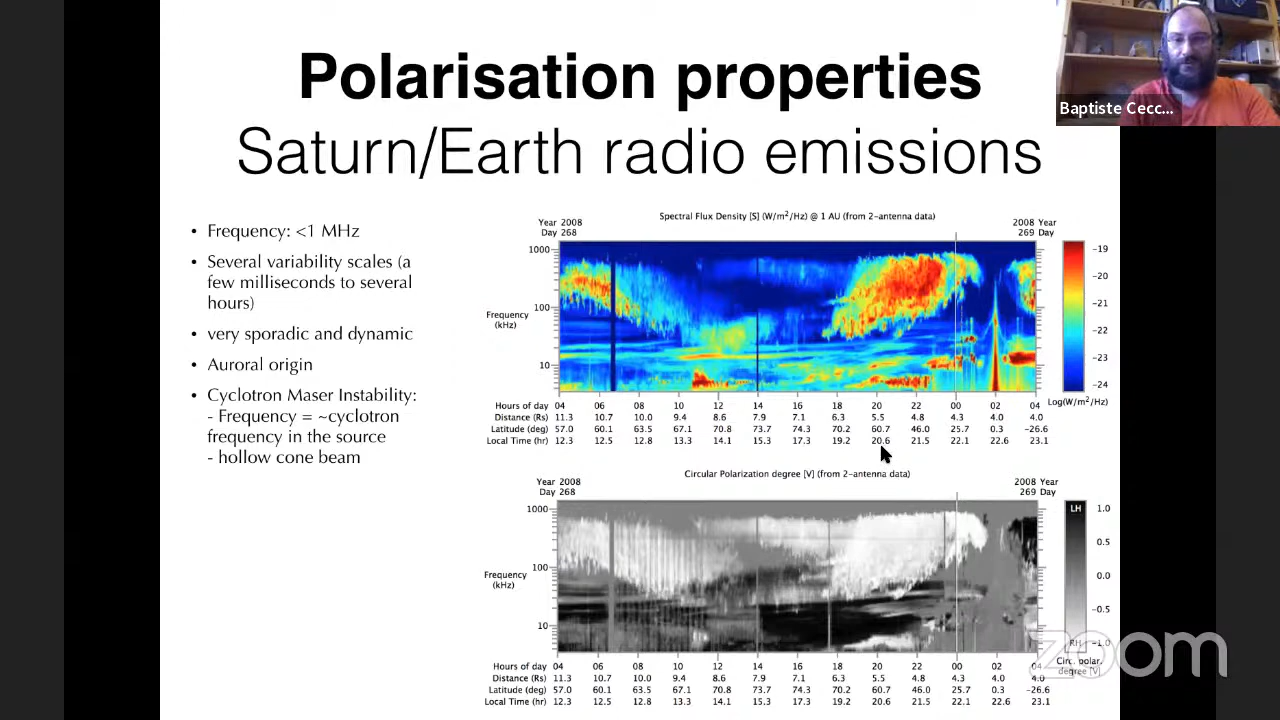 Polarisation properties
Saturn/Earth radio emissions
Baptiste Cecc...
• Frequency: <1 MHz
• Several variability scales (a
few milliseconds to several
hours)
• very sporadic and dynamic
• Auroral origin
• Cyclotron Maser Instability:
- Frequency = ~cyclotron
frequency in the source
- hollow cone beam
Spectral Flux Density [S] (W/m²/Hz) @ 1 AU (from 2-antenna data)
Year 2008
Day 268
2008 Year
269 Day
1000
100
10
Frequency
(kHz)
-19
-20
-21
-22
-23
-24
Log(W/m²/Hz)
Hours of day 04 06 08 10 12 14 16 18 20 22 00 02 04
Distance (Rs) 11.3 10.7 10.0 9.4 8.6 7.9 7.1 6.3 5.5 4.8 4.3 4.0 4.0
Latitude (deg) 57.0 60.1 63.5 67.1 70.8 73.7 74.3 70.2 60.7 46.0 25.7 0.3 -26.6
Local Time (hr) 12.3 12.5 12.8 13.3 14.1 15.3 17.3 19.2 20.6 21.5 22.1 22.6 23.1
Circular Polarization degree [V] (from 2-antenna data)
Year 2008
Day 268
2008 Year
269 Day
1000
100
10
Frequency
(kHz)
LH
1.0
0.5
0.0
-0.5
RH -1.0
Circ. polar.
degree [V]
Hours of day 04 06 08 10 12 14 16 18 20 22 00 02 04
Distance (Rs) 11.3 10.7 10.0 9.4 8.6 7.9 7.1 6.3 5.5 4.8 4.3 4.0 4.0
Latitude (deg) 57.0 60.1 63.5 67.1 70.8 73.7 74.3 70.2 60.7 46.0 25.7 0.3 -26.6
Local Time (hr) 12.3 12.5 12.8 13.3 14.1 15.3 17.3 19.2 20.6 21.5 22.1 22.6 23.1
zoom